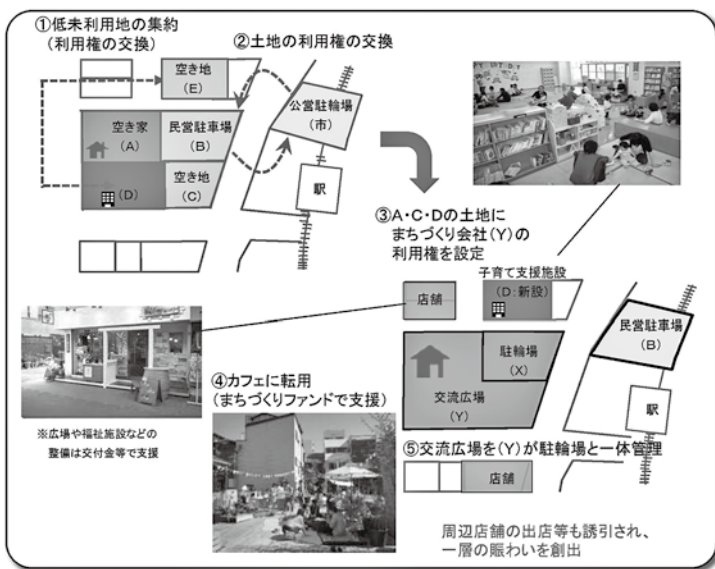 ①低未利用地の集約
(利用権の交換)
②土地の利用権の交換
空き地
(E)
公営駐輪場
(市)
空き家
(A)
民営駐車場
(B)
(D)
空き地
(C)
駅
③A・C・Dの土地に
まちづくり会社(Y)の
利用権を設定
子育て支援施設
(D:新設)
店舗
駐輪場
(X)
民営駐車場
(B)
交流広場
(Y)
駅
④カフェに転用
(まちづくりファンドで支援)
※広場や福祉施設などの
整備は交付金等で支援
⑤交流広場を(Y)が駐輪場と一体管理
店舗
周辺店舗の出店等も誘引され、
一層の賑わいを創出